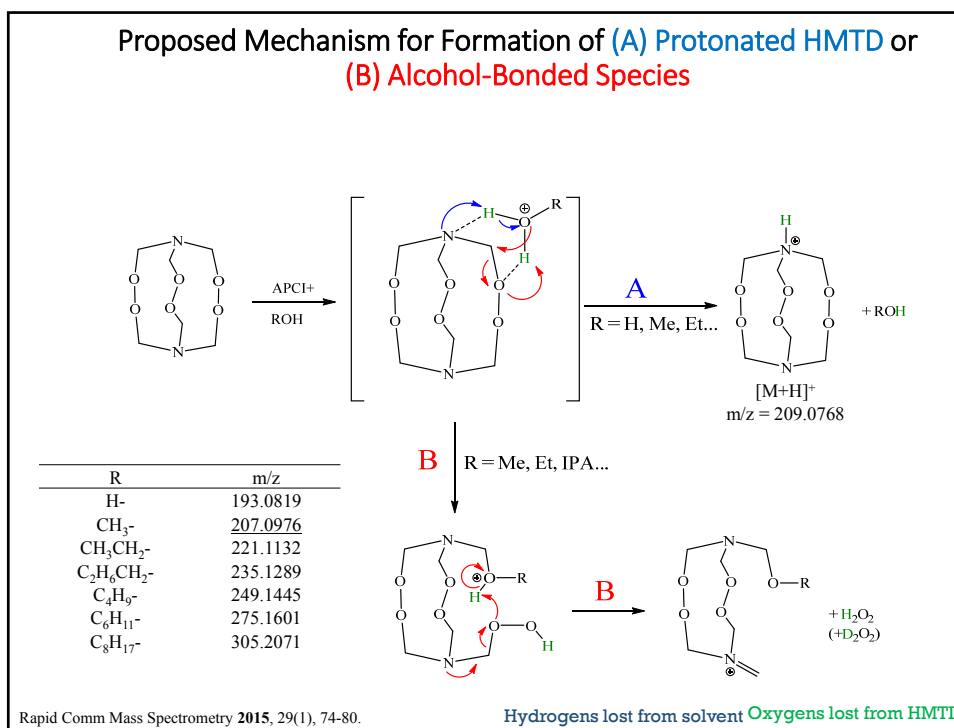 Proposed Mechanism for Formation of (A) Protonated HMTD or
(B) Alcohol-Bonded Species
N
O
O
O
O
O
O
N
APCI+
ROH
H
⊕
O
R
H
N
O
O
O
O
O
O
N
A
R = H, Me, Et...
H
N⊕
O
O
O
O
O
O
N
+ ROH
[M+H]⁺
m/z = 209.0768
B
R = Me, Et, IPA...
R m/z
H- 193.0819
CH₃- 207.0976
CH₃CH₂- 221.1132
C₂H₆CH₂- 235.1289
C₄H₉- 249.1445
C₆H₁₁- 275.1601
C₈H₁₇- 305.2071
N
O
O
O
O
⊕
O
R
H
O
O
H
N
B
N
O
O
O
O
O
R
N
⊕
+ H₂O₂
(+D₂O₂)
Rapid Comm Mass Spectrometry 2015, 29(1), 74-80.
Hydrogens lost from solvent Oxygens lost from HMTD